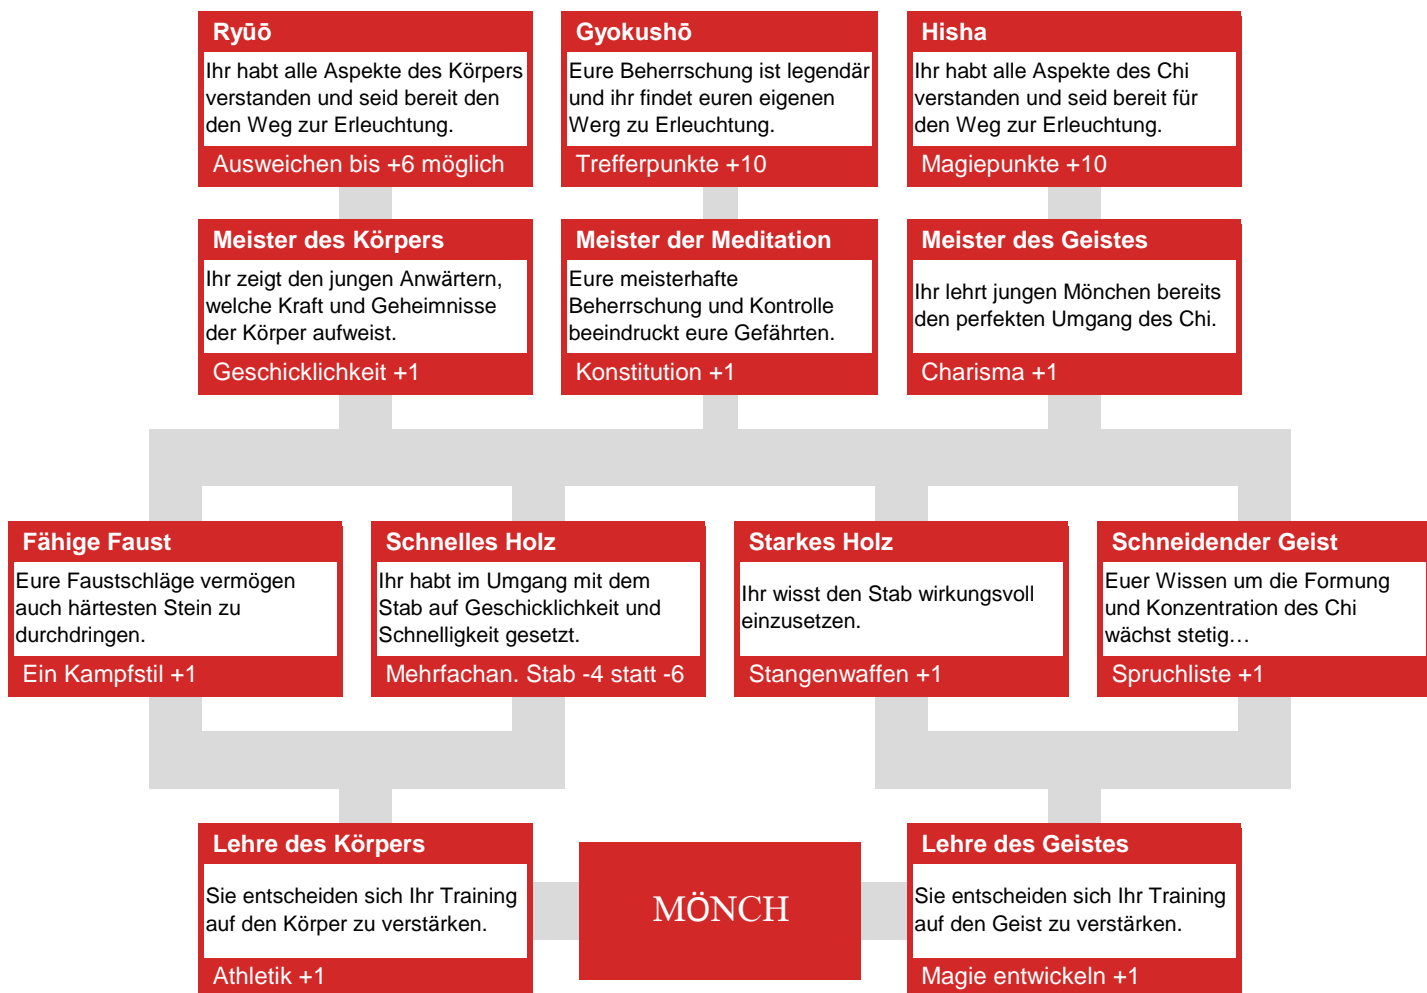 Ryūō
Ihr habt alle Aspekte des Körpers
verstanden und seid bereit den
den Weg zur Erleuchtung.
Ausweichen bis +6 möglich
Gyokushō
Eure Beherrschung ist legendär
und ihr findet euren eigenen
Werg zu Erleuchtung.
Trefferpunkte +10
Hisha
Ihr habt alle Aspekte des Chi
verstanden und seid bereit für
den Weg zur Erleuchtung.
Magiepunkte +10
Meister des Körpers
Ihr zeigt den jungen Anwärtern,
welche Kraft und Geheimnisse
der Körper aufweist.
Geschicklichkeit +1
Meister der Meditation
Eure meisterhafte
Beherrschung und Kontrolle
beeindruckt eure Gefährten.
Konstitution +1
Meister des Geistes
Ihr lehrt jungen Mönchen bereits
den perfekten Umgang des Chi.
Charisma +1
Fähige Faust
Eure Faustschläge vermögen
auch härtesten Stein zu
durchdringen.
Ein Kampfstil +1
Schnelles Holz
Ihr habt im Umgang mit dem
Stab auf Geschicklichkeit und
Schnelligkeit gesetzt.
Mehrfachan. Stab -4 statt -6
Starkes Holz
Ihr wisst den Stab wirkungsvoll
einzusetzen.
Stangenwaffen +1
Schneidender Geist
Euer Wissen um die Formung
und Konzentration des Chi
wächst stetig…
Spruchliste +1
Lehre des Körpers
Sie entscheiden sich Ihr Training
auf den Körper zu verstärken.
Athletik +1
MÖNCH
Lehre des Geistes
Sie entscheiden sich Ihr Training
auf den Geist zu verstärken.
Magie entwickeln +1